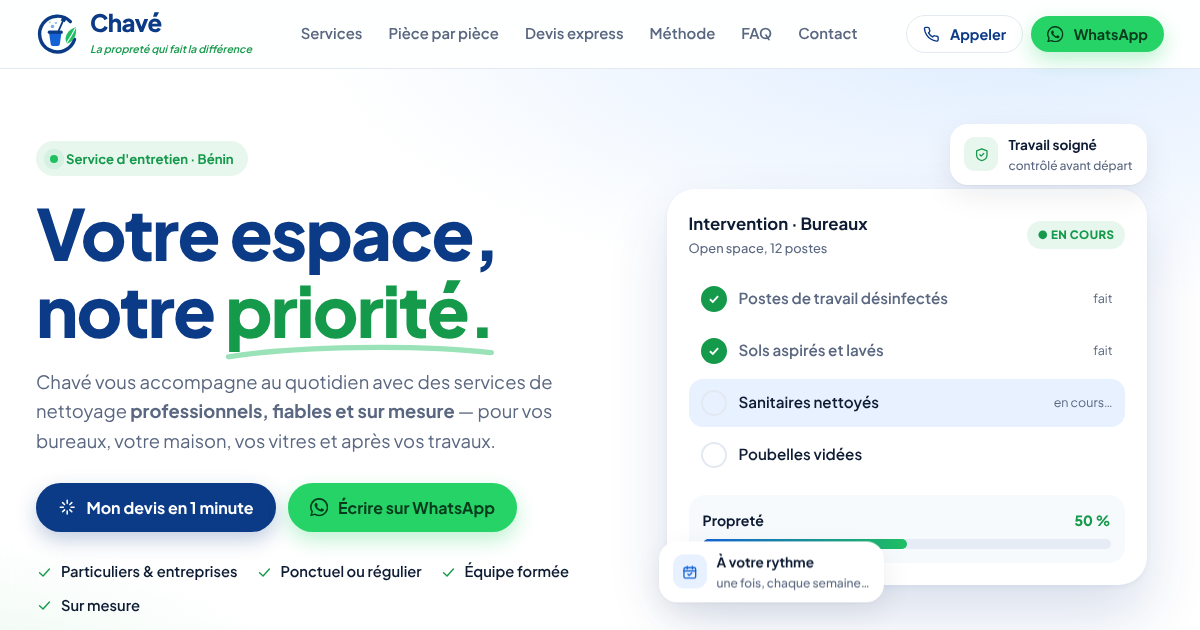 Chavé
La propreté qui fait la différence
Services
Pièce par pièce
Devis express
Méthode
FAQ
Contact
Appeler
WhatsApp
Service d'entretien · Bénin
Votre espace,
notre priorité.
Chavé vous accompagne au quotidien avec des services de
nettoyage professionnels, fiables et sur mesure — pour vos
bureaux, votre maison, vos vitres et après vos travaux.
Mon devis en 1 minute
Écrire sur WhatsApp
Particuliers & entreprises
Ponctuel ou régulier
Équipe formée
Sur mesure
Travail soigné
contrôlé avant départ
Intervention · Bureaux
Open space, 12 postes
EN COURS
Postes de travail désinfectés
fait
Sols aspirés et lavés
fait
Sanitaires nettoyés
en cours…
Poubelles vidées
Propreté
50 %
À votre rythme
une fois, chaque semaine…